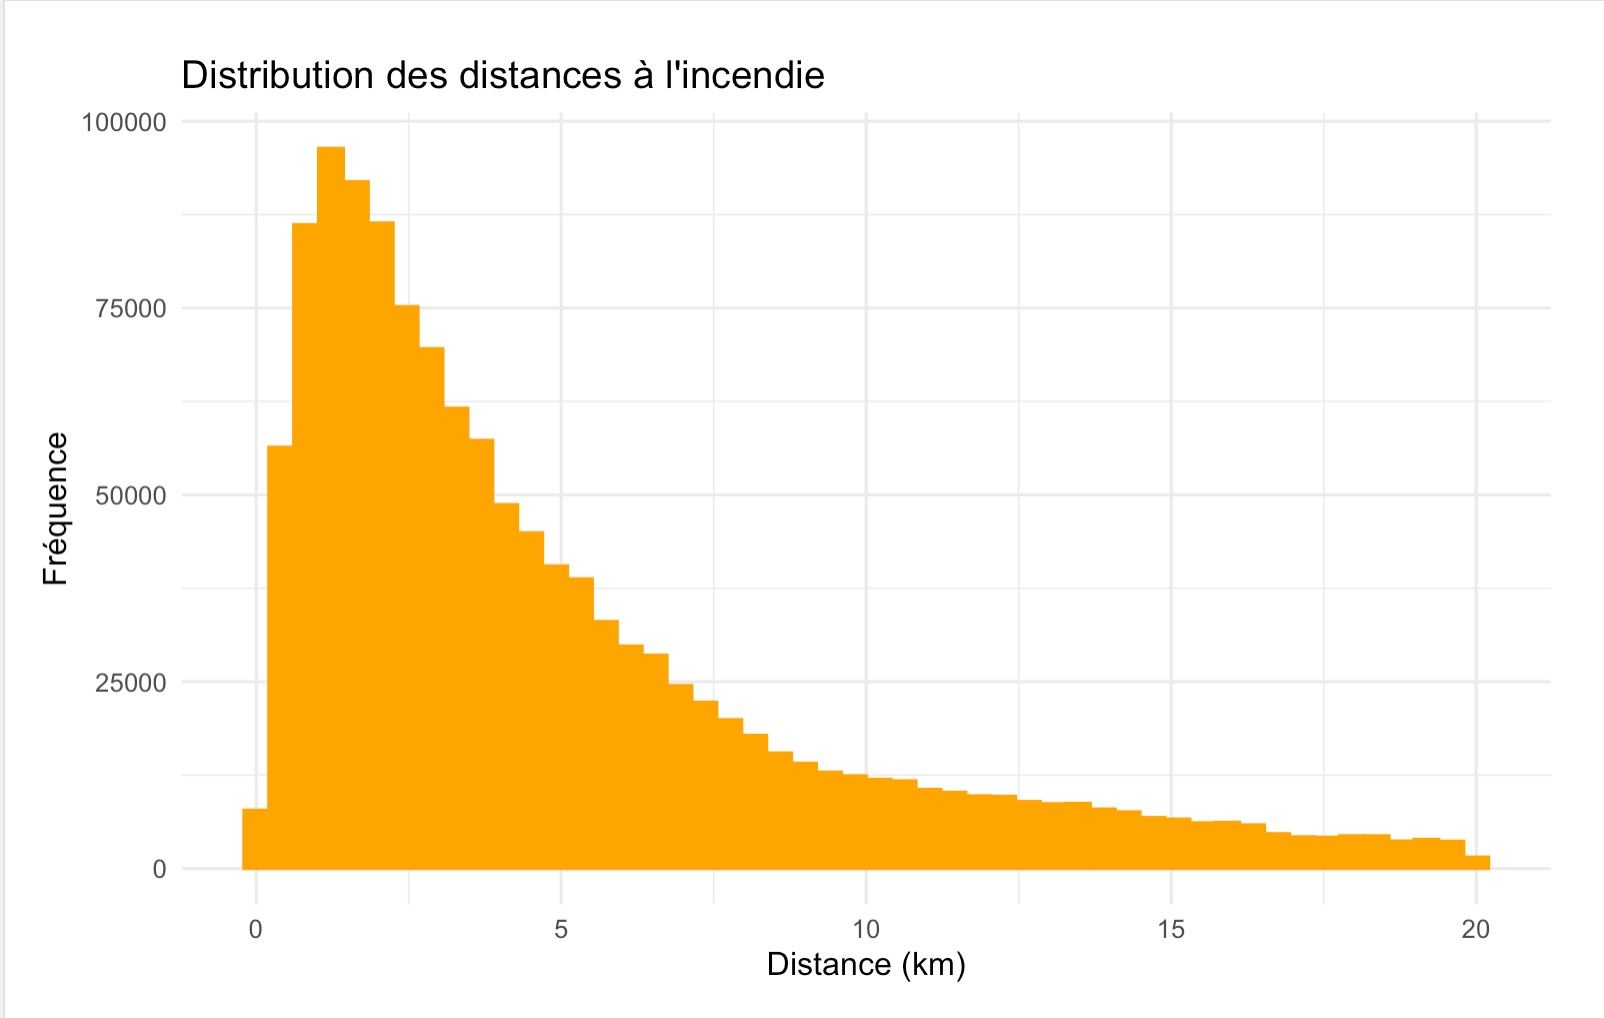 Distribution des distances à l'incendie
100000
75000
50000
25000
0
Fréquence
0 5 10 15 20
Distance (km)